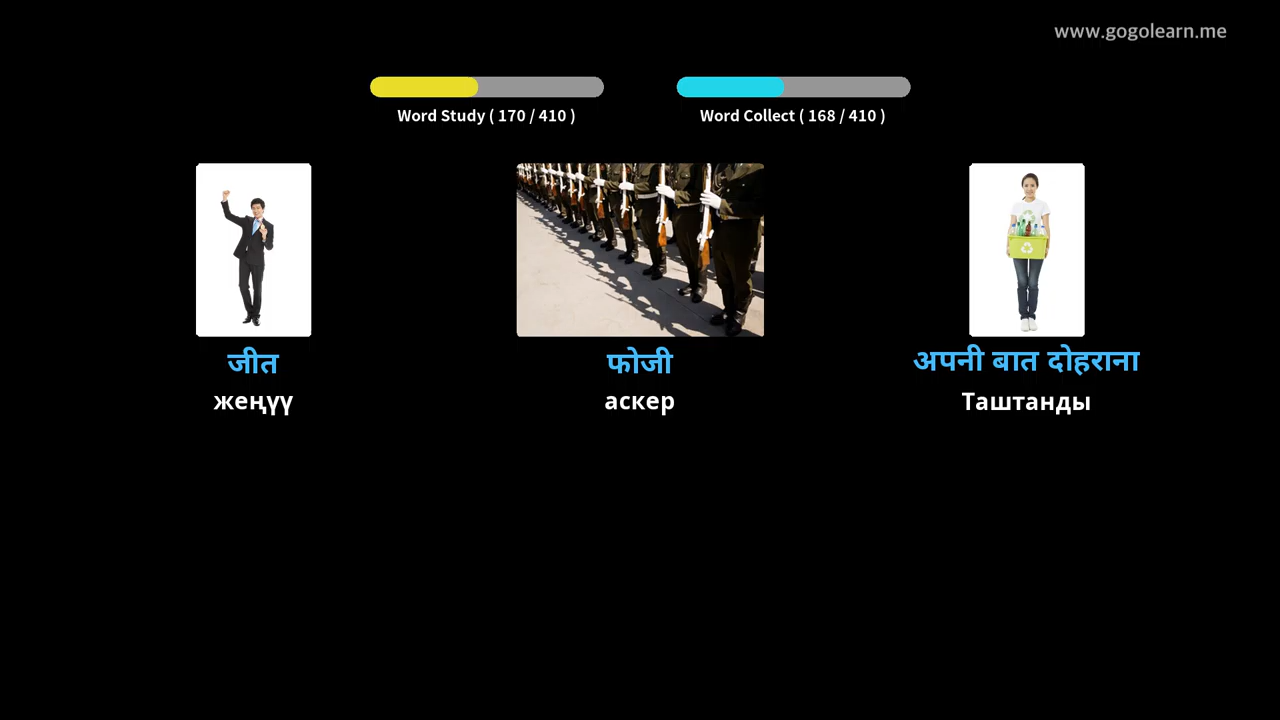 www.gogolearn.me
Word Study ( 170 / 410 )
Word Collect ( 168 / 410 )
जीत
फोजी
अपनी बात दोहराना
жеңүү
аскер
Таштанды